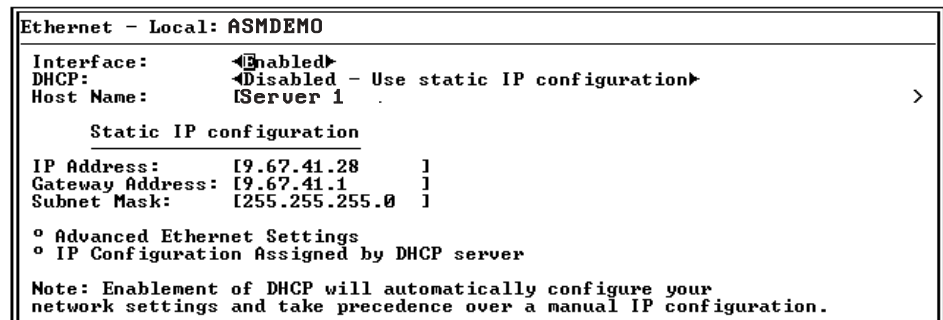 Ethernet - Local: ASMDEMO
Interface: ◄Enabled►
DHCP: ◄Disabled - Use static IP configuration►
Host Name: [Server 1 >
Static IP configuration
IP Address: [9.67.41.28 ]
Gateway Address: [9.67.41.1 ]
Subnet Mask: [255.255.255.0 ]
º Advanced Ethernet Settings
º IP Configuration Assigned by DHCP server
Note: Enablement of DHCP will automatically configure your
network settings and take precedence over a manual IP configuration.